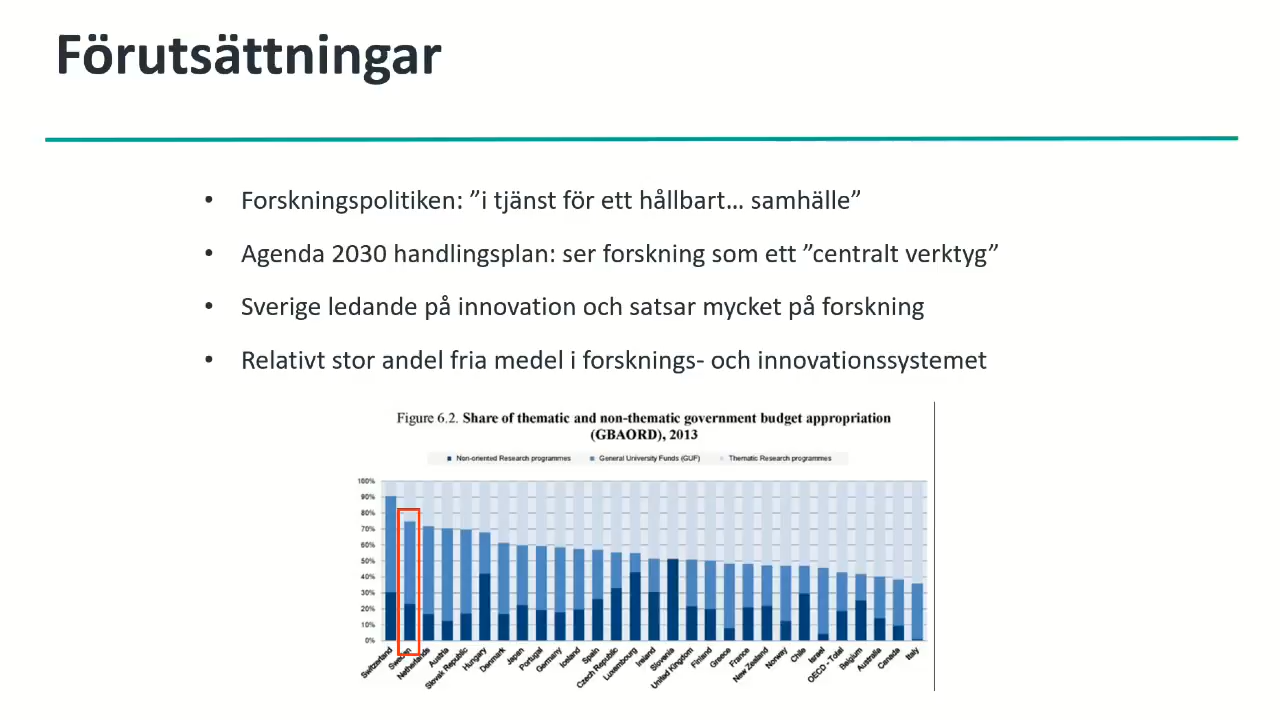 Förutsättningar
• Forskningspolitiken: ”i tjänst för ett hållbart… samhälle”
• Agenda 2030 handlingsplan: ser forskning som ett ”centralt verktyg”
• Sverige ledande på innovation och satsar mycket på forskning
• Relativt stor andel fria medel i forsknings- och innovationssystemet
Figure 6.2. Share of thematic and non-thematic government budget appropriation
(GBAORD), 2013
Non-oriented Research programmes General University Funds (GUF) Thematic Research programmes
100%
90%
80%
70%
60%
50%
40%
30%
20%
10%
0%
Switzerland
Sweden
Netherlands
Austria
Slovak Republic
Hungary
Denmark
Japan
Portugal
Germany
Iceland
Spain
Czech Republic
Luxembourg
Ireland
Slovenia
United Kingdom
Finland
Greece
France
New Zealand
Norway
Chile
Israel
OECD - Total
Belgium
Australia
Canada
Italy